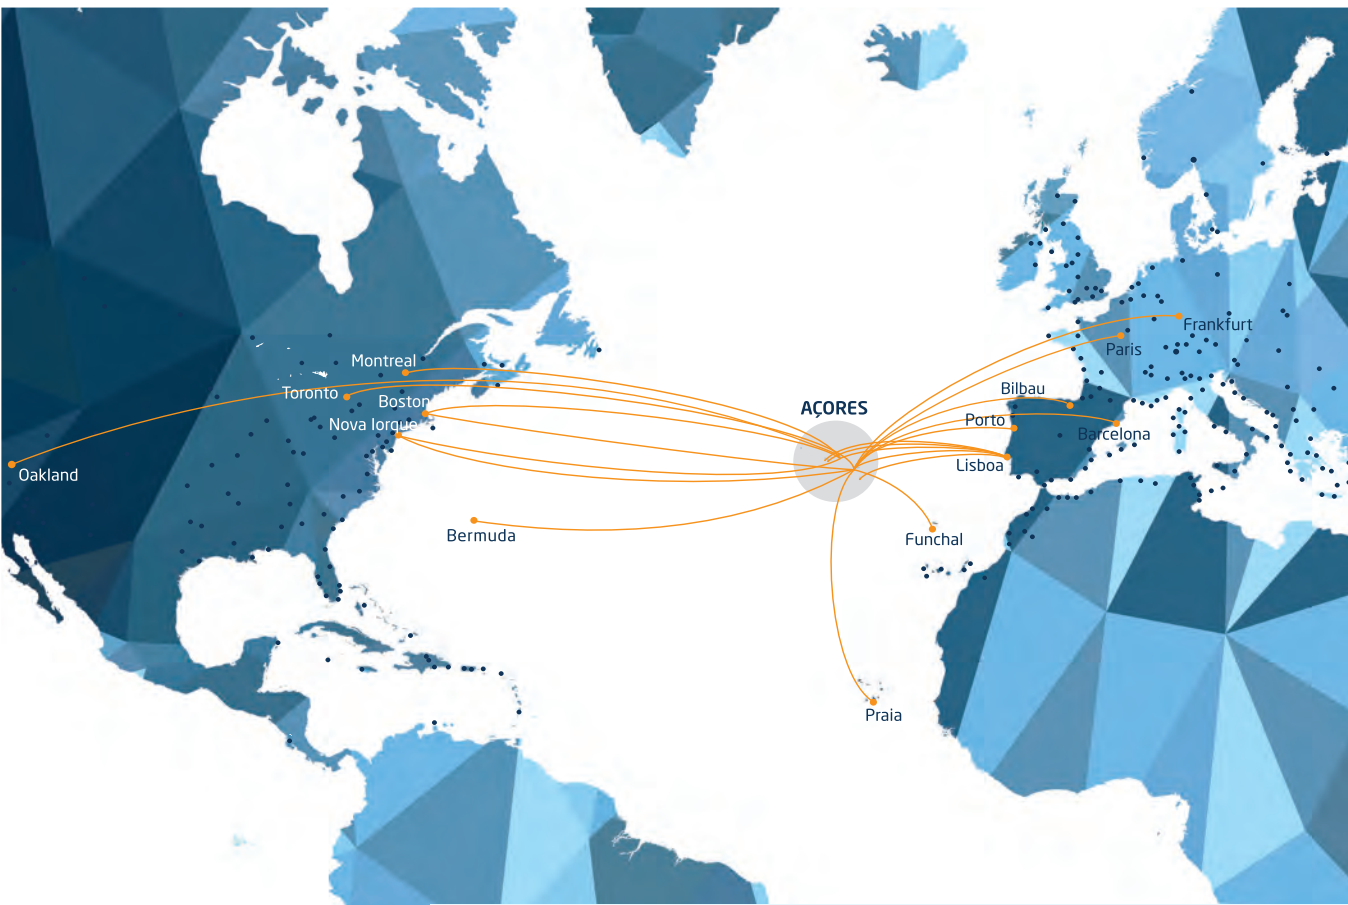 Frankfurt
Paris
Montreal
Toronto
Bilbau
Boston
AÇORES
Nova Iorque
Porto
Barcelona
Lisboa
Oakland
Bermuda
Funchal
Praia